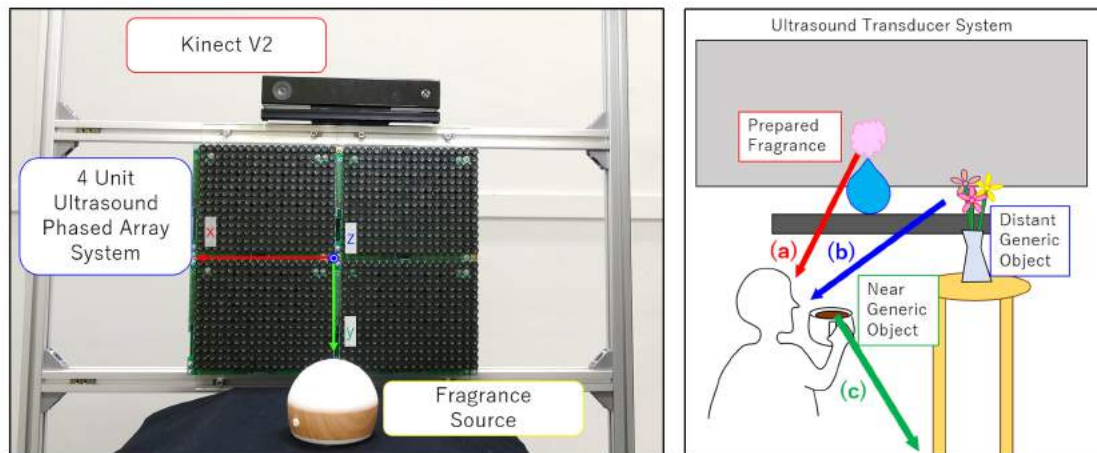 Kinect V2
4 Unit
Ultrasound
Phased Array
System
x
z
y
Fragrance
Source
Ultrasound Transducer System
Prepared
Fragrance
(a)
(b)
Distant
Generic
Object
Near
Generic
Object
(c)